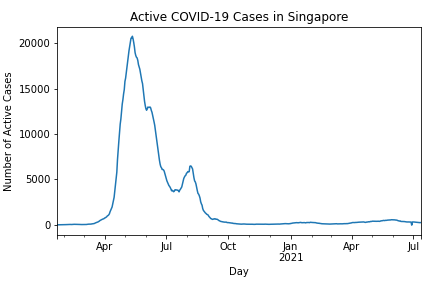 Active COVID-19 Cases in Singapore
20000
15000
10000
5000
0
Number of Active Cases
Apr
Jul
Oct
Jan
2021
Apr
Jul
Day